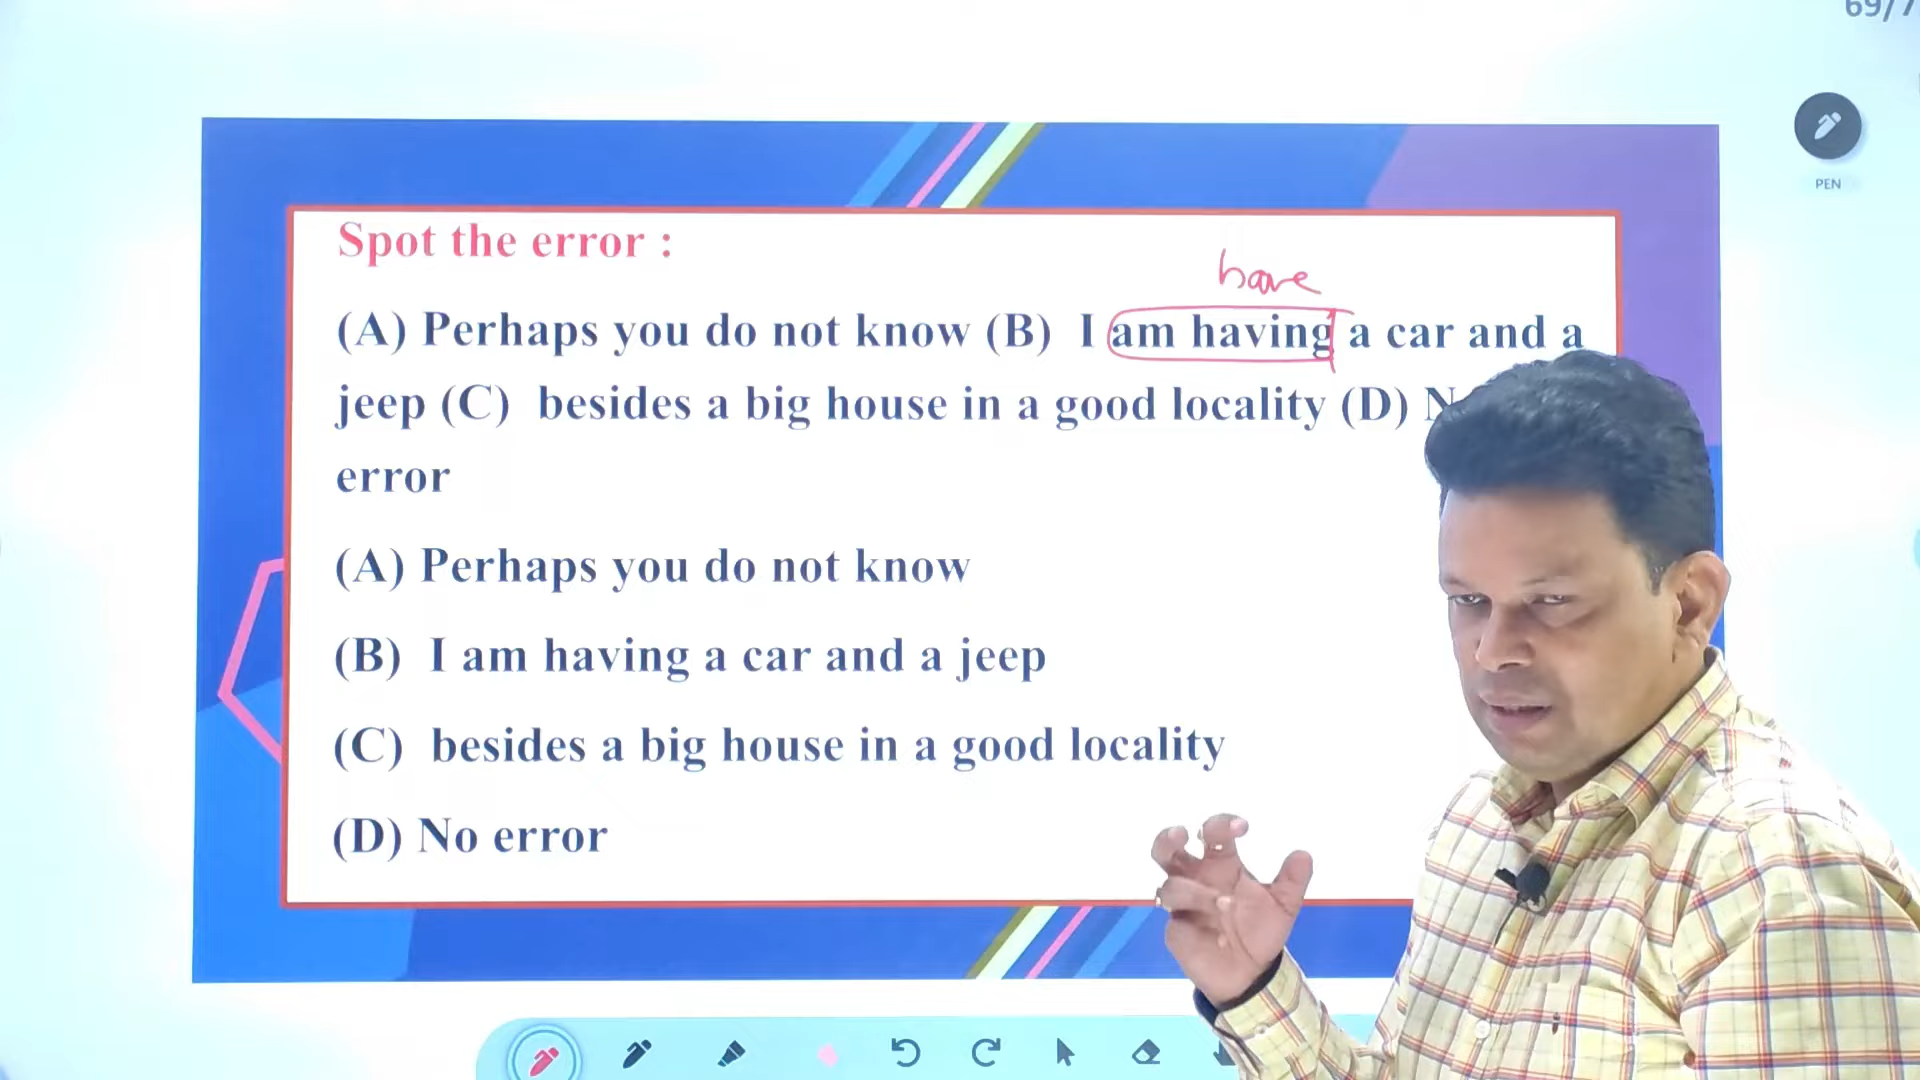 69/7
PEN
Spot the error :
have
(A) Perhaps you do not know (B) I am having a car and a
jeep (C) besides a big house in a good locality (D)
error
(A) Perhaps you do not know
(B) I am having a car and a jeep
(C) besides a big house in a good locality
(D) No error